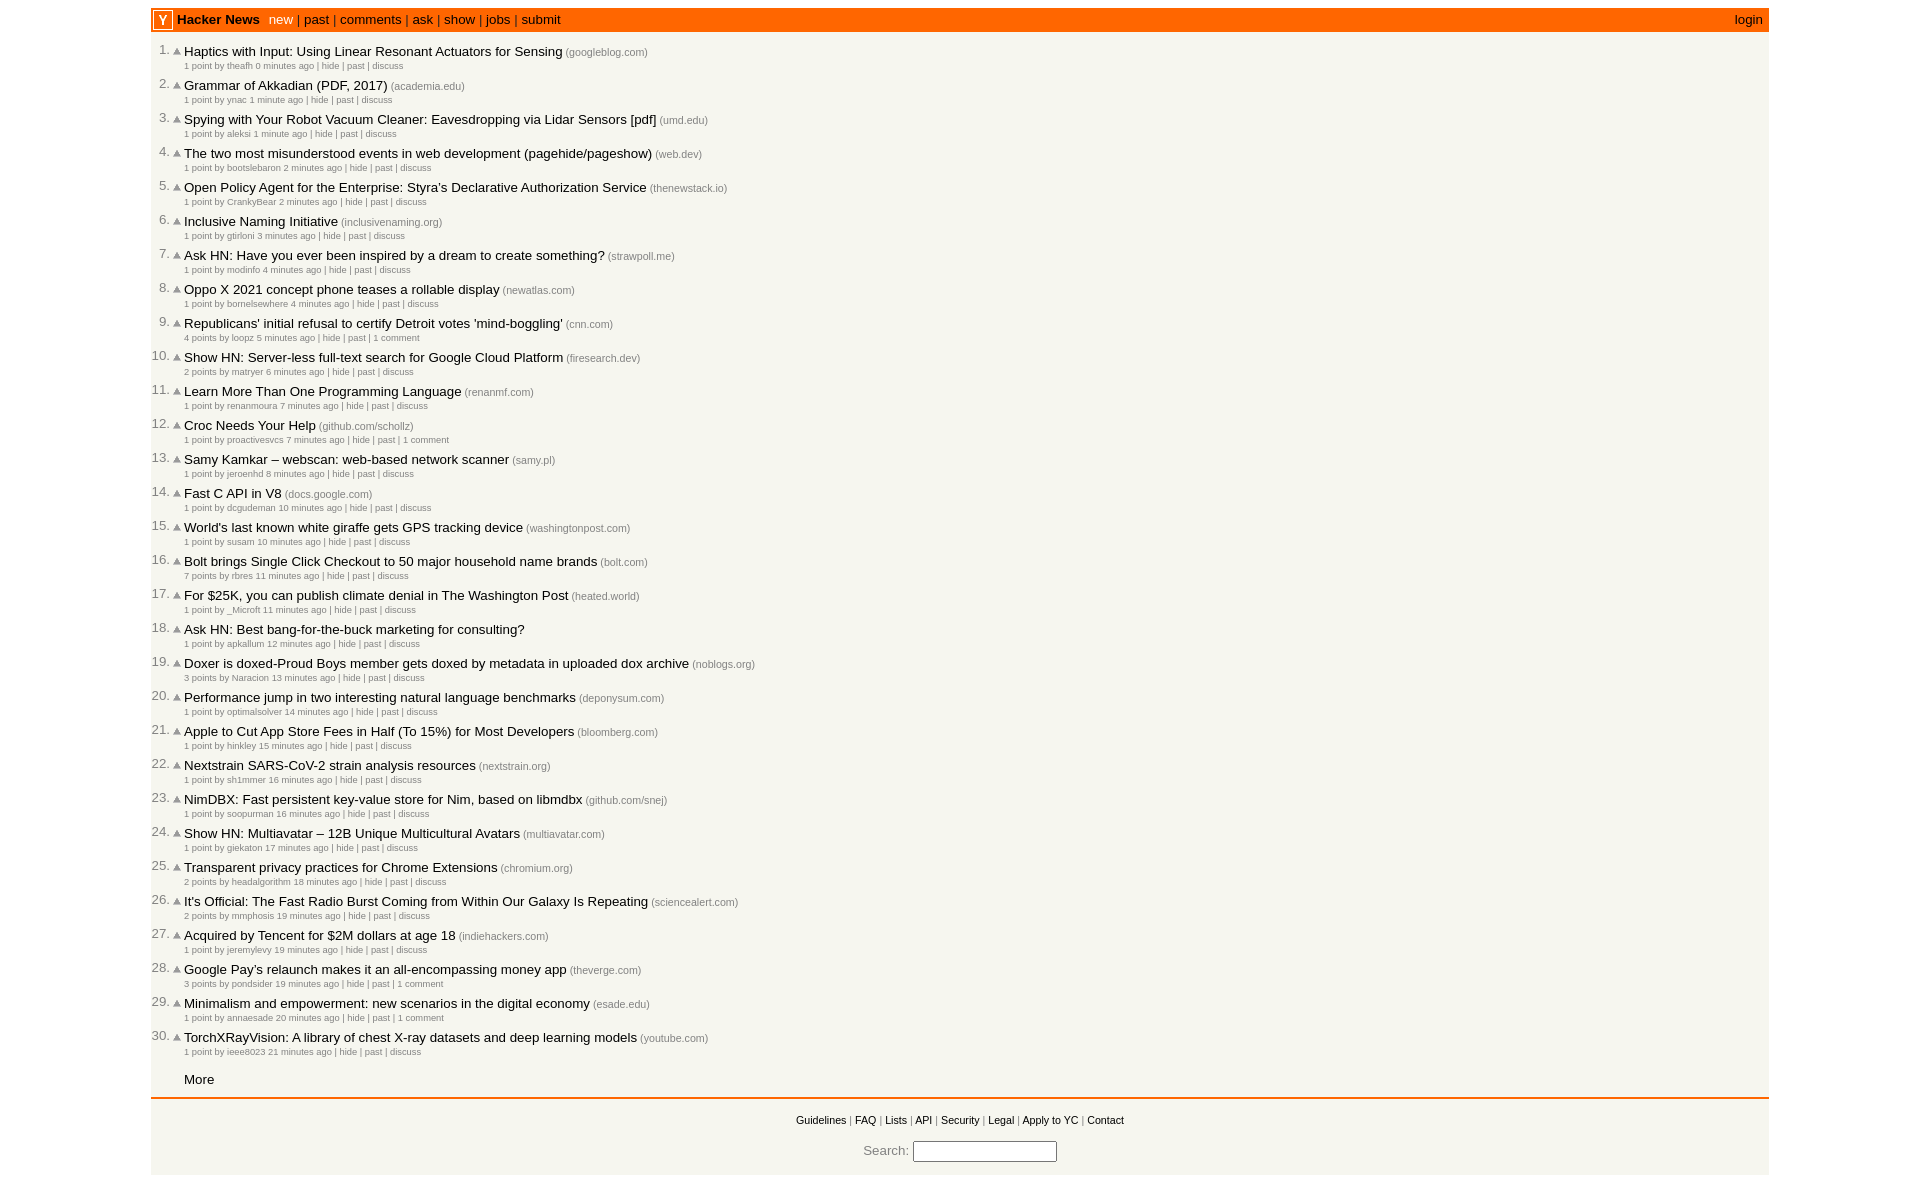 Y Hacker News new | past | comments | ask | show | jobs | submit login
1. Haptics with Input: Using Linear Resonant Actuators for Sensing (googleblog.com)
1 point by theafh 0 minutes ago | hide | past | discuss
2. Grammar of Akkadian (PDF, 2017) (academia.edu)
1 point by ynac 1 minute ago | hide | past | discuss
3. Spying with Your Robot Vacuum Cleaner: Eavesdropping via Lidar Sensors [pdf] (umd.edu)
1 point by aleksi 1 minute ago | hide | past | discuss
4. The two most misunderstood events in web development (pagehide/pageshow) (web.dev)
1 point by bootslebaron 2 minutes ago | hide | past | discuss
5. Open Policy Agent for the Enterprise: Styra’s Declarative Authorization Service (thenewstack.io)
1 point by CrankyBear 2 minutes ago | hide | past | discuss
6. Inclusive Naming Initiative (inclusivenaming.org)
1 point by gtirloni 3 minutes ago | hide | past | discuss
7. Ask HN: Have you ever been inspired by a dream to create something? (strawpoll.me)
1 point by modinfo 4 minutes ago | hide | past | discuss
8. Oppo X 2021 concept phone teases a rollable display (newatlas.com)
1 point by bornelsewhere 4 minutes ago | hide | past | discuss
9. Republicans' initial refusal to certify Detroit votes 'mind-boggling' (cnn.com)
4 points by loopz 5 minutes ago | hide | past | 1 comment
10. Show HN: Server-less full-text search for Google Cloud Platform (firesearch.dev)
2 points by matryer 6 minutes ago | hide | past | discuss
11. Learn More Than One Programming Language (renanmf.com)
1 point by renanmoura 7 minutes ago | hide | past | discuss
12. Croc Needs Your Help (github.com/schollz)
1 point by proactivesvcs 7 minutes ago | hide | past | 1 comment
13. Samy Kamkar – webscan: web-based network scanner (samy.pl)
1 point by jeroenhd 8 minutes ago | hide | past | discuss
14. Fast C API in V8 (docs.google.com)
1 point by dcgudeman 10 minutes ago | hide | past | discuss
15. World's last known white giraffe gets GPS tracking device (washingtonpost.com)
1 point by susam 10 minutes ago | hide | past | discuss
16. Bolt brings Single Click Checkout to 50 major household name brands (bolt.com)
7 points by rbres 11 minutes ago | hide | past | discuss
17. For $25K, you can publish climate denial in The Washington Post (heated.world)
1 point by _Microft 11 minutes ago | hide | past | discuss
18. Ask HN: Best bang-for-the-buck marketing for consulting?
1 point by apkallum 12 minutes ago | hide | past | discuss
19. Doxer is doxed-Proud Boys member gets doxed by metadata in uploaded dox archive (noblogs.org)
3 points by Naracion 13 minutes ago | hide | past | discuss
20. Performance jump in two interesting natural language benchmarks (deponysum.com)
1 point by optimalsolver 14 minutes ago | hide | past | discuss
21. Apple to Cut App Store Fees in Half (To 15%) for Most Developers (bloomberg.com)
1 point by hinkley 15 minutes ago | hide | past | discuss
22. Nextstrain SARS-CoV-2 strain analysis resources (nextstrain.org)
1 point by sh1mmer 16 minutes ago | hide | past | discuss
23. NimDBX: Fast persistent key-value store for Nim, based on libmdbx (github.com/snej)
1 point by soopurman 16 minutes ago | hide | past | discuss
24. Show HN: Multiavatar – 12B Unique Multicultural Avatars (multiavatar.com)
1 point by giekaton 17 minutes ago | hide | past | discuss
25. Transparent privacy practices for Chrome Extensions (chromium.org)
2 points by headalgorithm 18 minutes ago | hide | past | discuss
26. It's Official: The Fast Radio Burst Coming from Within Our Galaxy Is Repeating (sciencealert.com)
2 points by mmphosis 19 minutes ago | hide | past | discuss
27. Acquired by Tencent for $2M dollars at age 18 (indiehackers.com)
1 point by jeremylevy 19 minutes ago | hide | past | discuss
28. Google Pay’s relaunch makes it an all-encompassing money app (theverge.com)
3 points by pondsider 19 minutes ago | hide | past | 1 comment
29. Minimalism and empowerment: new scenarios in the digital economy (esade.edu)
1 point by annaesade 20 minutes ago | hide | past | 1 comment
30. TorchXRayVision: A library of chest X-ray datasets and deep learning models (youtube.com)
1 point by ieee8023 21 minutes ago | hide | past | discuss
More
Guidelines | FAQ | Lists | API | Security | Legal | Apply to YC | Contact
Search: